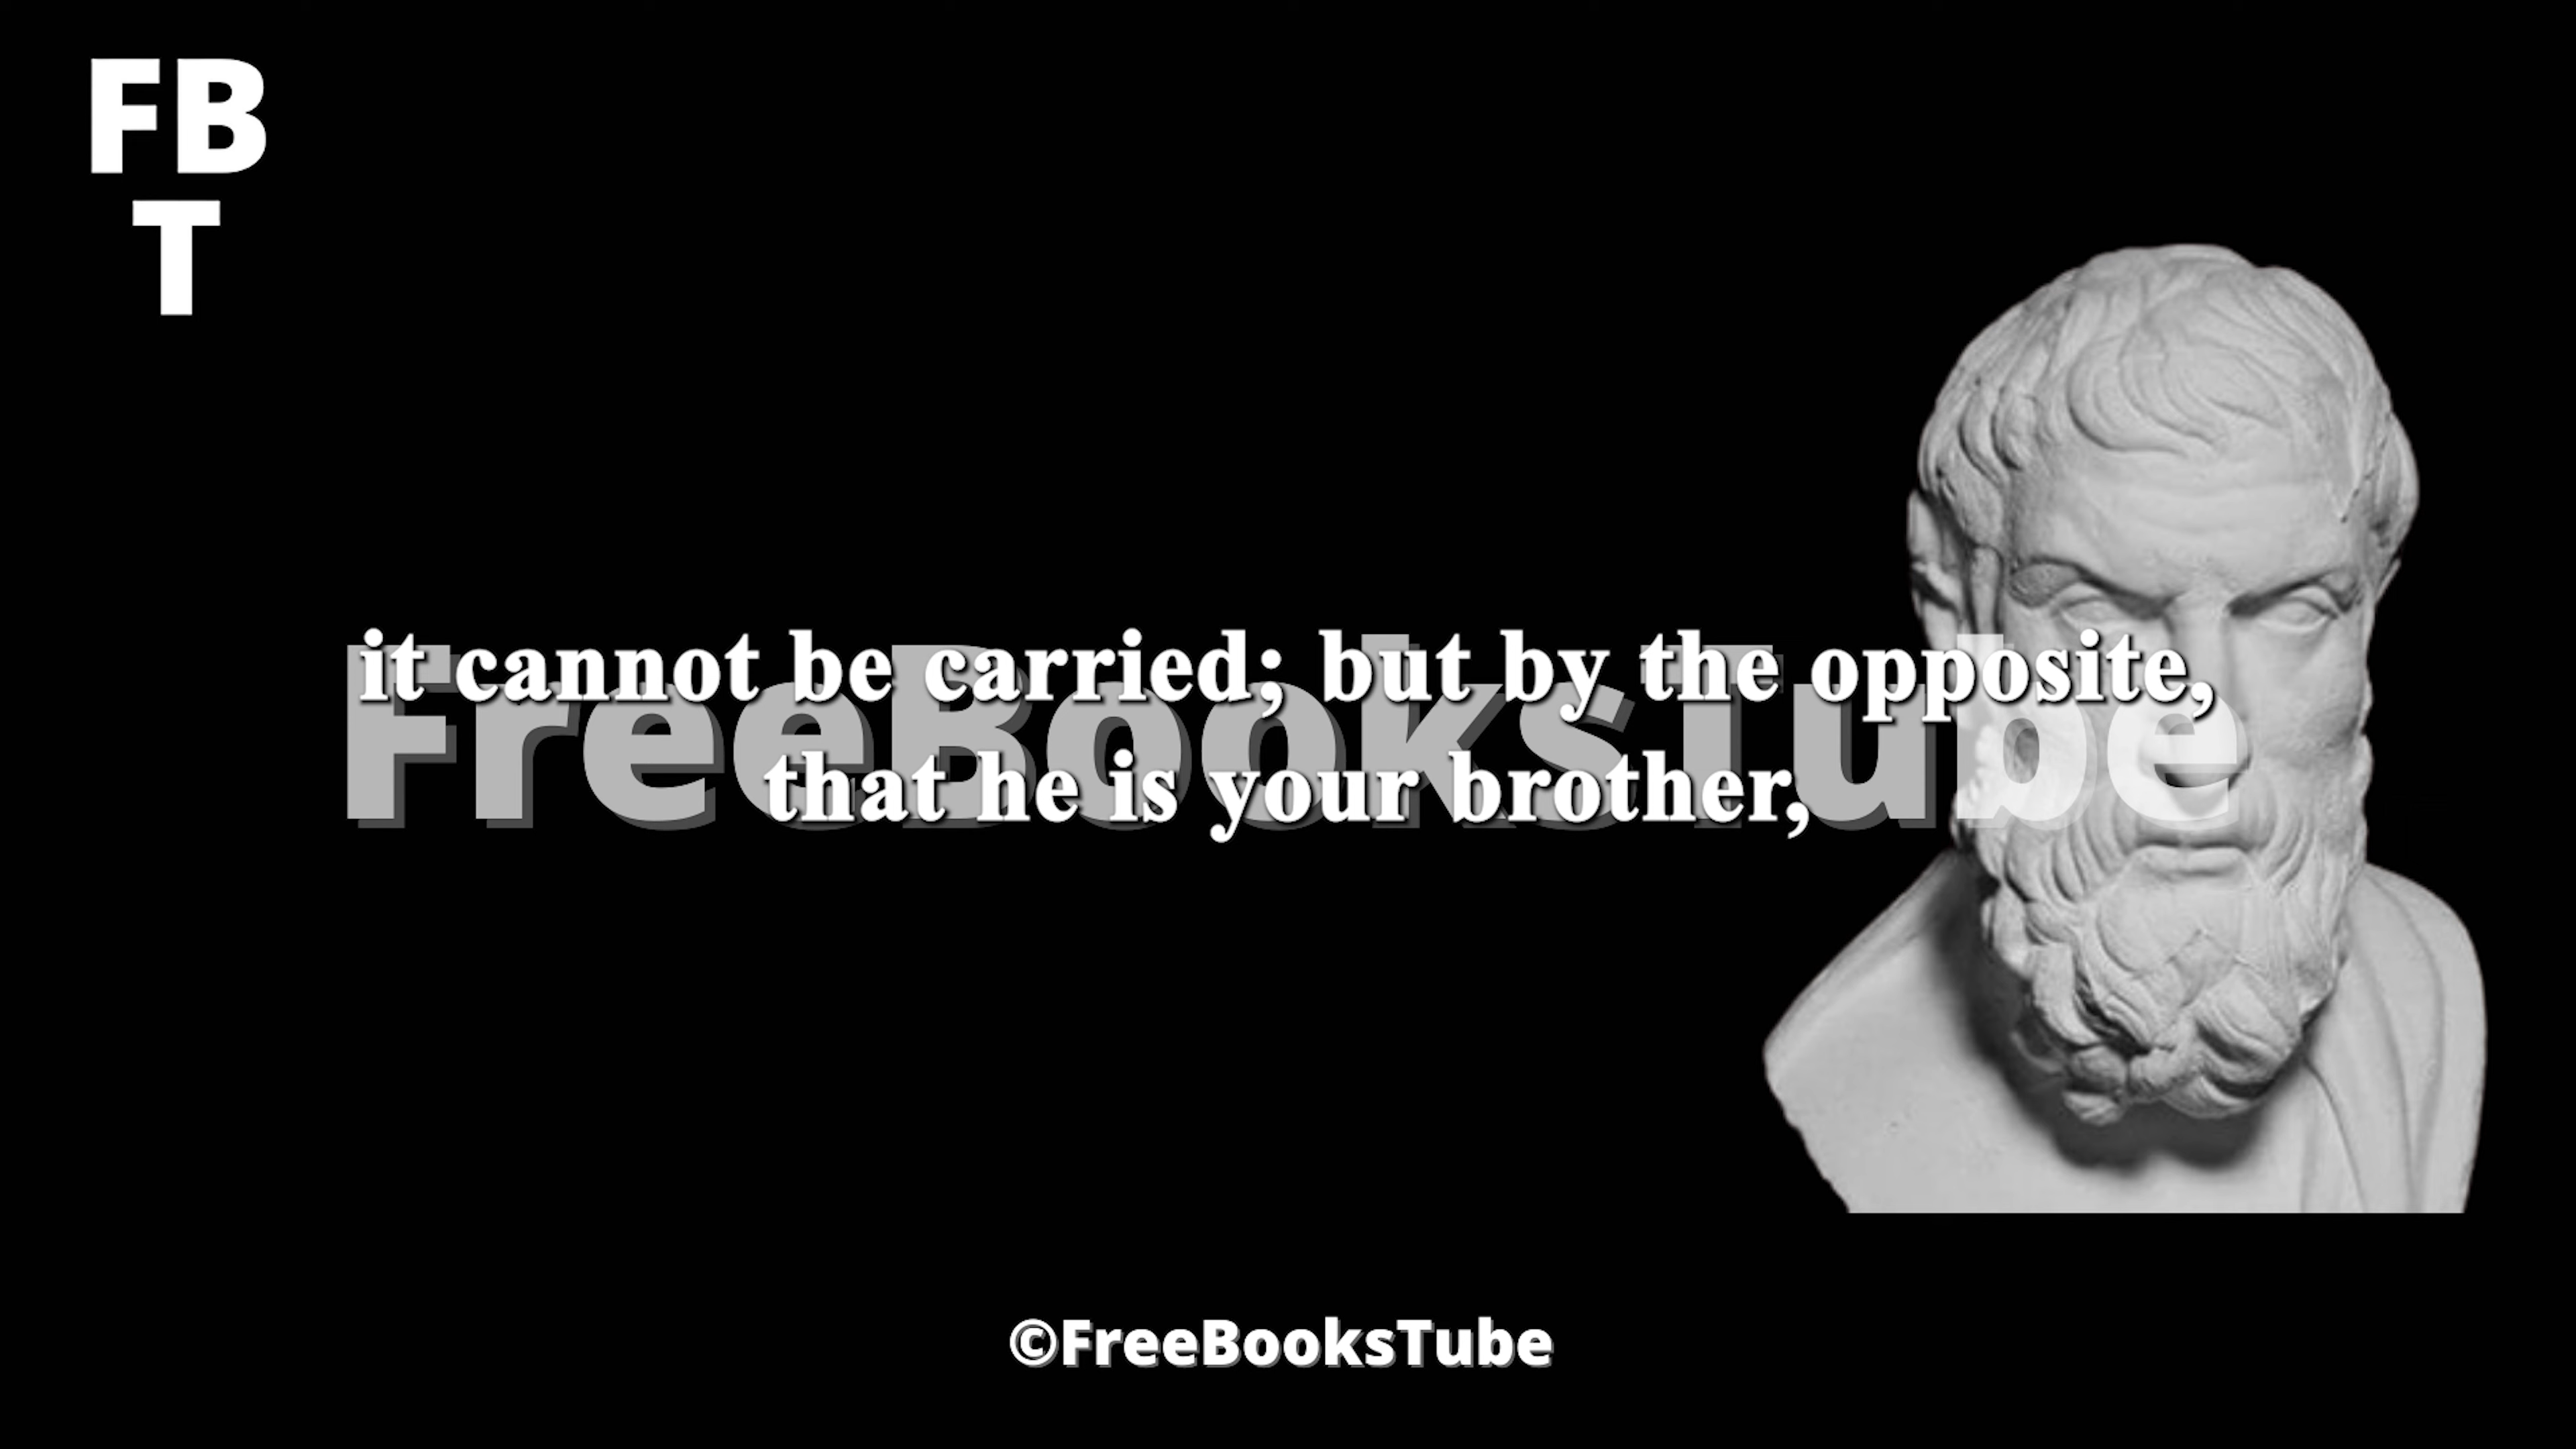 FB
T
it cannot be carried; but by the opposite,
FreeBooksTube
that he is your brother,
©FreeBooksTube